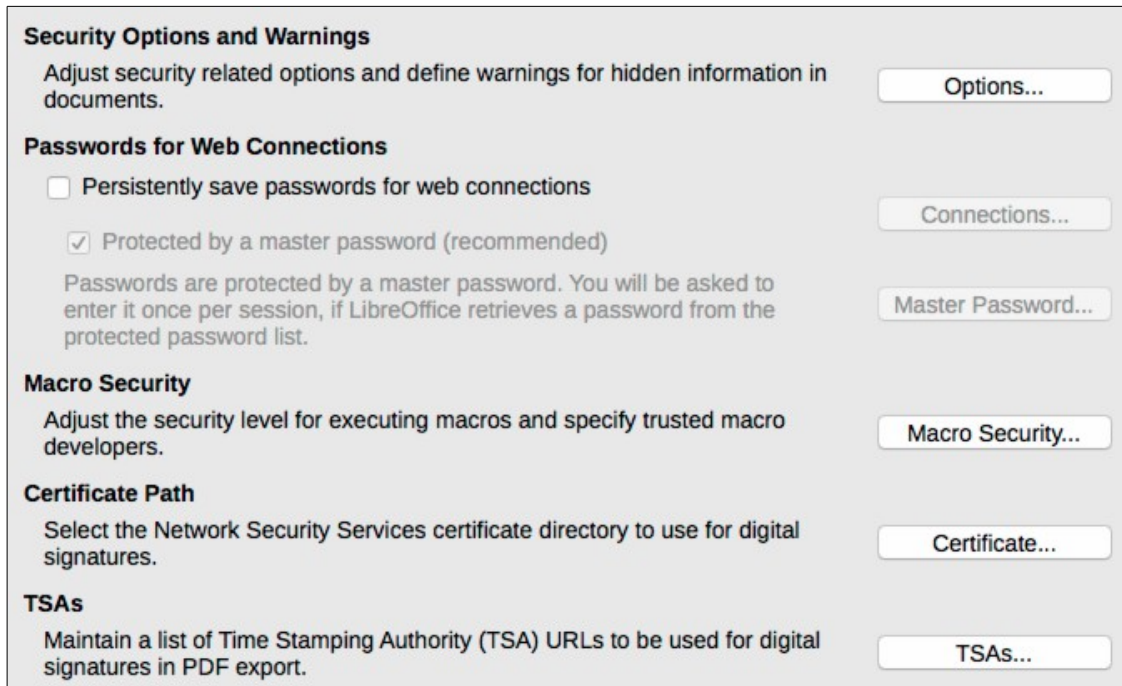 Security Options and Warnings
Adjust security related options and define warnings for hidden information in
documents.
Options...
Passwords for Web Connections
Persistently save passwords for web connections
Connections...
Protected by a master password (recommended)
Passwords are protected by a master password. You will be asked to
enter it once per session, if LibreOffice retrieves a password from the
protected password list.
Master Password...
Macro Security
Adjust the security level for executing macros and specify trusted macro
developers.
Macro Security...
Certificate Path
Select the Network Security Services certificate directory to use for digital
signatures.
Certificate...
TSAs
Maintain a list of Time Stamping Authority (TSA) URLs to be used for digital
signatures in PDF export.
TSAs...